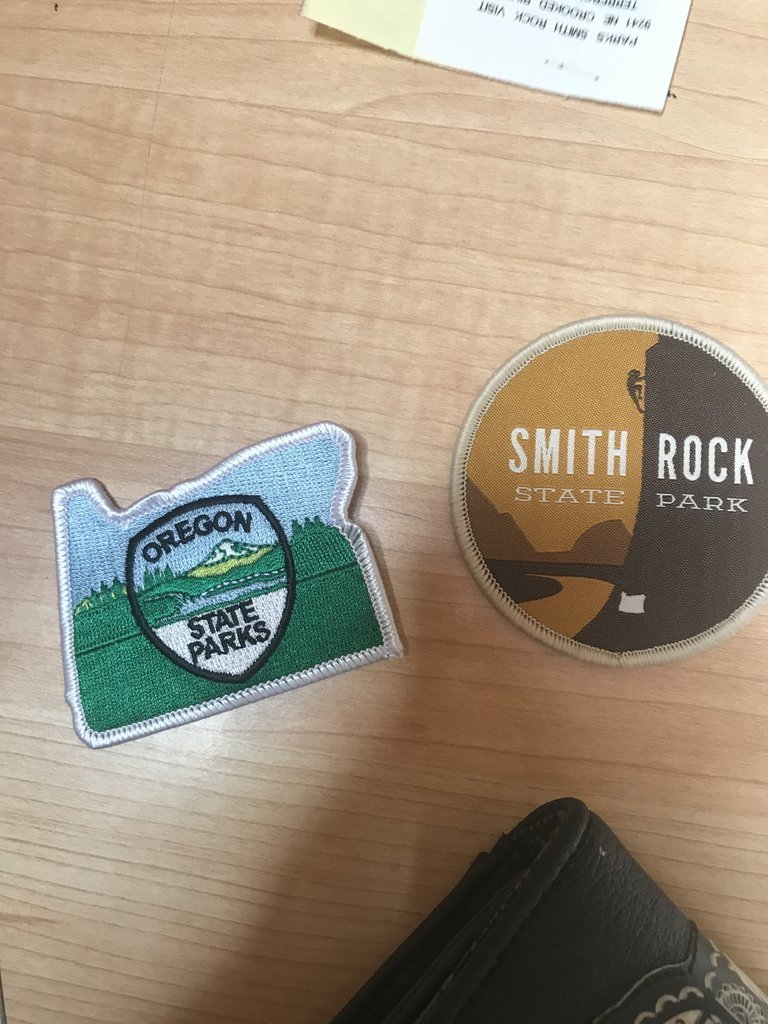 PARKS SMITH ROCK VISIT
9241 NE CROOKED
OREGON
STATE
PARKS
SMITH ROCK
STATE PARK